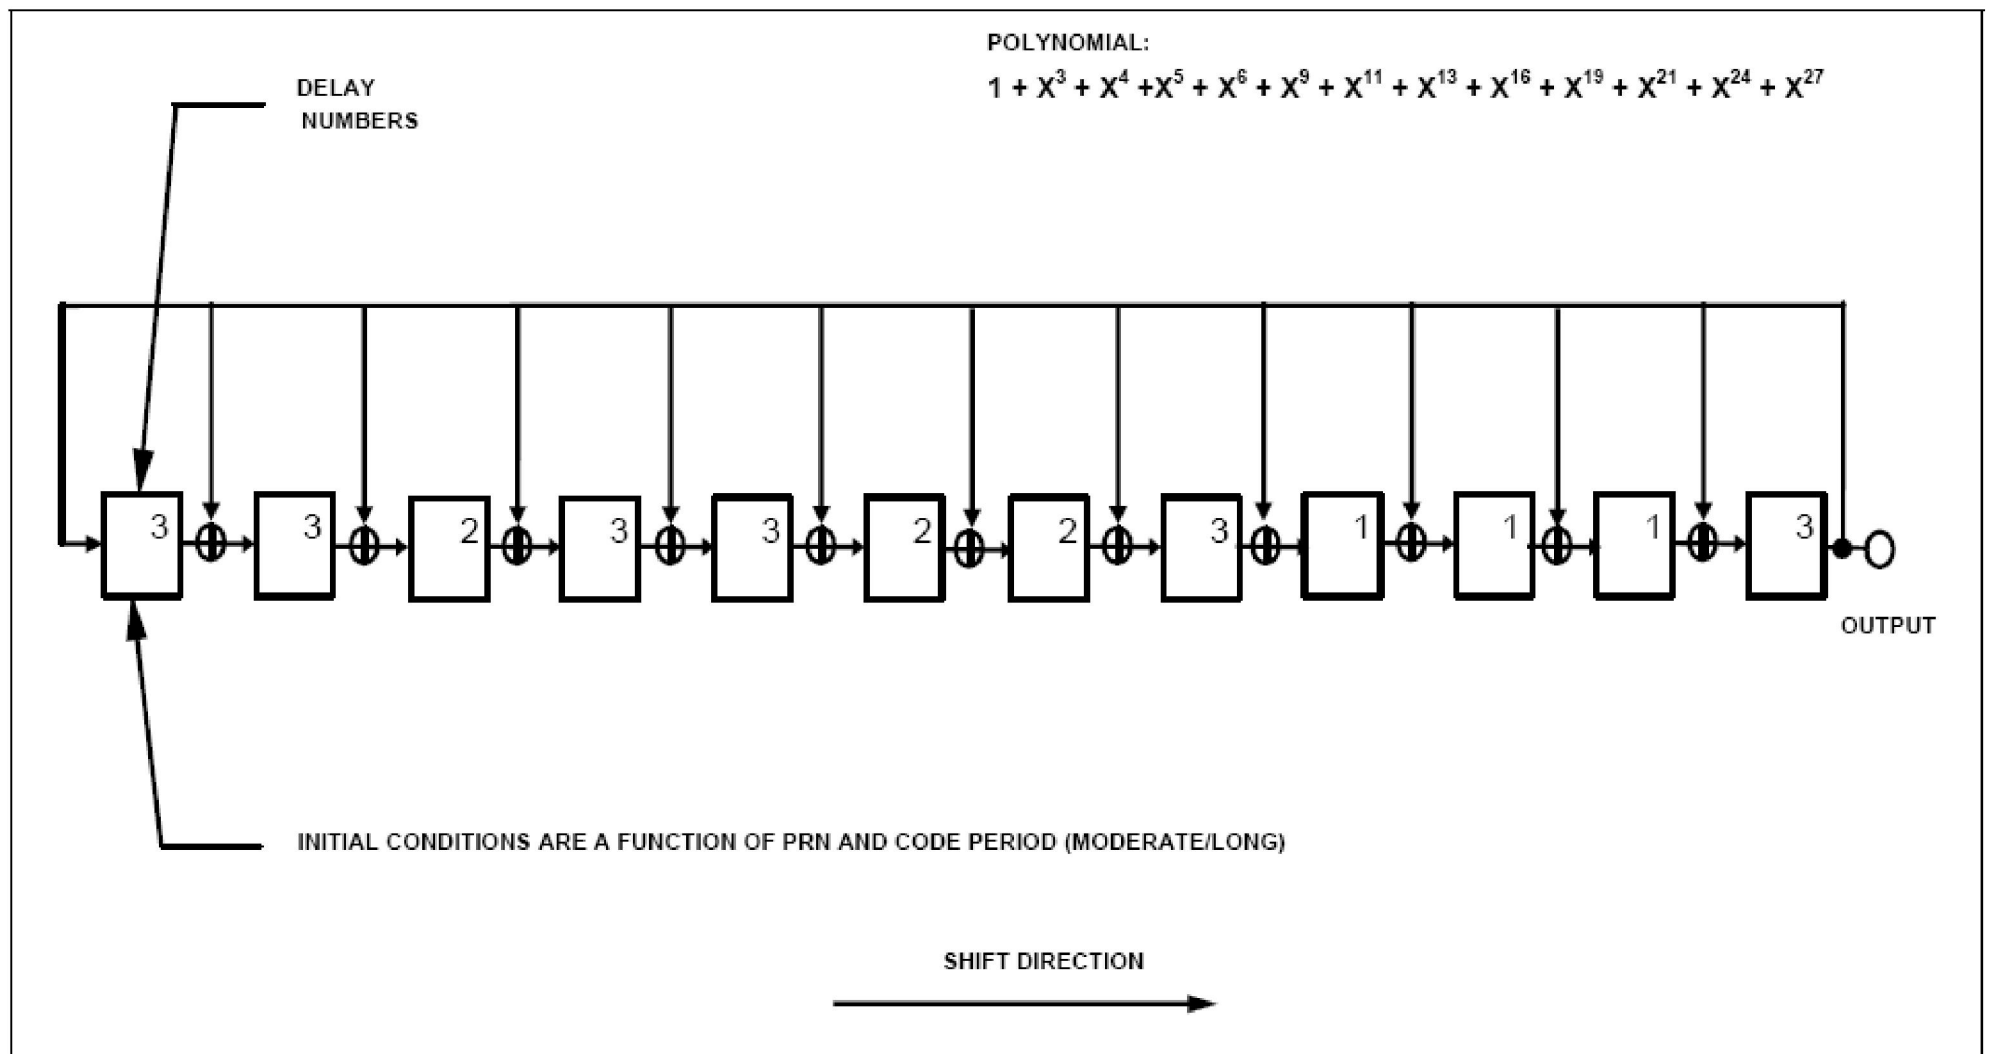 POLYNOMIAL:
1 + X³ + X⁴ +X⁵ + X⁶ + X⁹ + X¹¹ + X¹³ + X¹⁶ + X¹⁹ + X²¹ + X²⁴ + X²⁷
DELAY
NUMBERS
3 3 2 3 3 2 2 3 1 1 1 3
OUTPUT
INITIAL CONDITIONS ARE A FUNCTION OF PRN AND CODE PERIOD (MODERATE/LONG)
SHIFT DIRECTION